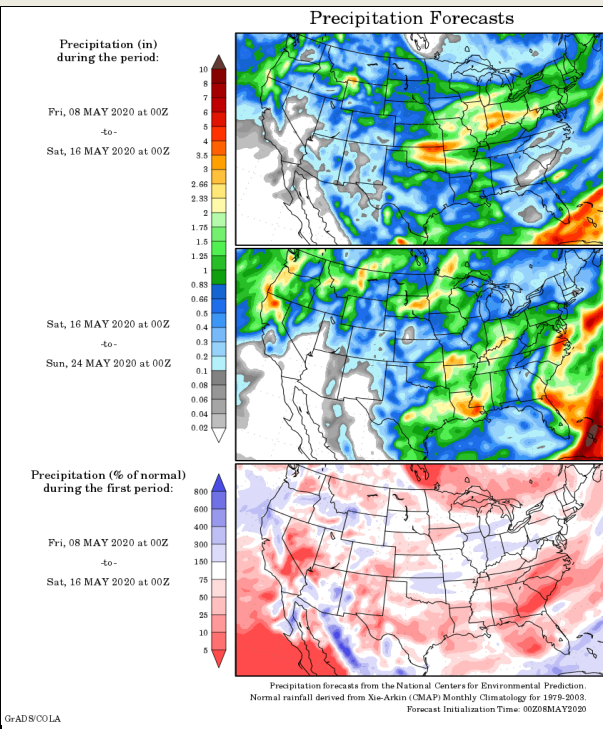 Precipitation Forecasts
Precipitation (in)
during the period:
Fri, 08 MAY 2020 at 00Z
-to-
Sat, 16 MAY 2020 at 00Z
10
8
7
6
5
4
3.5
3
2.66
2.33
2
1.75
1.5
1.25
1
0.83
0.66
0.5
0.4
0.3
0.2
0.1
0.08
0.06
0.04
0.02
Sat, 16 MAY 2020 at 00Z
-to-
Sun, 24 MAY 2020 at 00Z
Precipitation (% of normal)
during the first period:
Fri, 08 MAY 2020 at 00Z
-to-
Sat, 16 MAY 2020 at 00Z
800
600
400
300
150
75
50
25
10
5
Precipitation forecasts from the National Centers for Environmental Prediction.
Normal rainfall derived from Xie-Arkin (CMAP) Monthly Climatology for 1979-2003.
Forecast Initialization Time: 00Z08MAY2020
GrADS/COLA